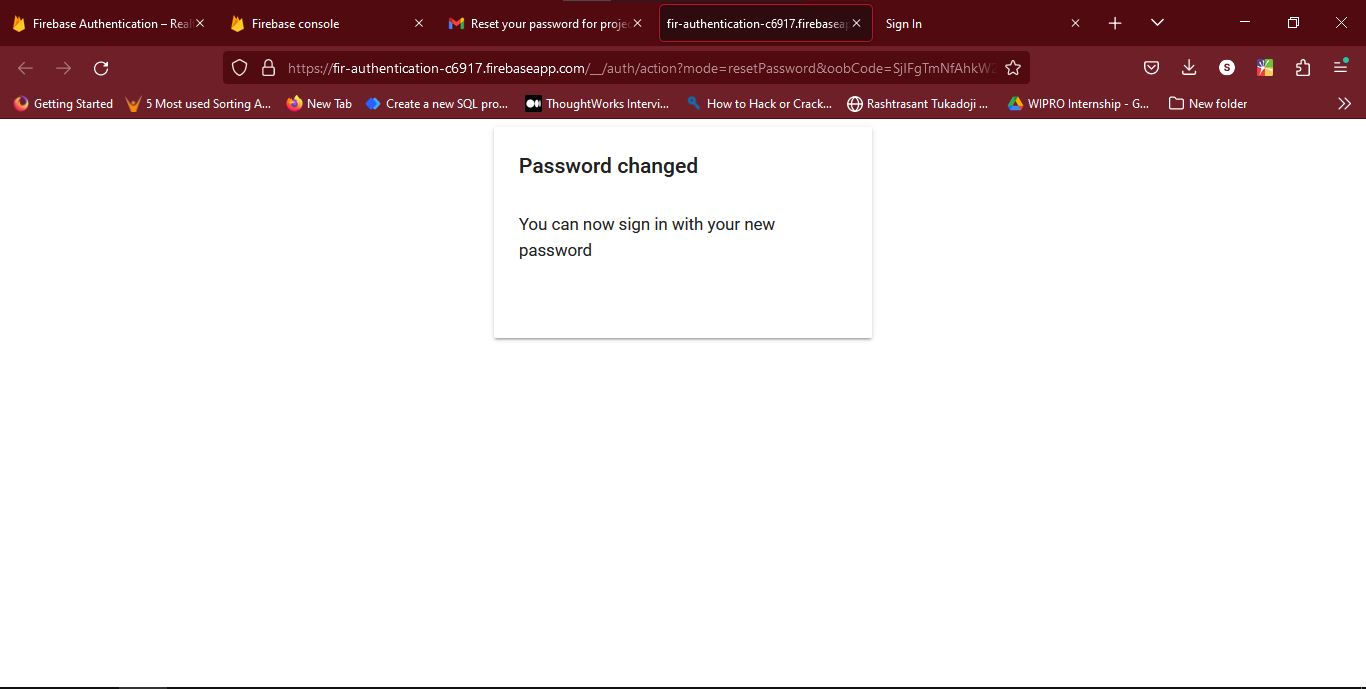 Firebase Authentication – Real
Firebase console
Reset your password for proje
fir-authentication-c6917.firebaseap
Sign In
https://fir-authentication-c6917.firebaseapp.com/__/auth/action?mode=resetPassword&oobCode=SjIFgTmNfAhkW2
S
Getting Started
5 Most used Sorting A...
New Tab
Create a new SQL pro...
ThoughtWorks Intervi...
How to Hack or Crack...
Rashtrasant Tukadoji ...
WIPRO Internship - G...
New folder
Password changed
You can now sign in with your new
password